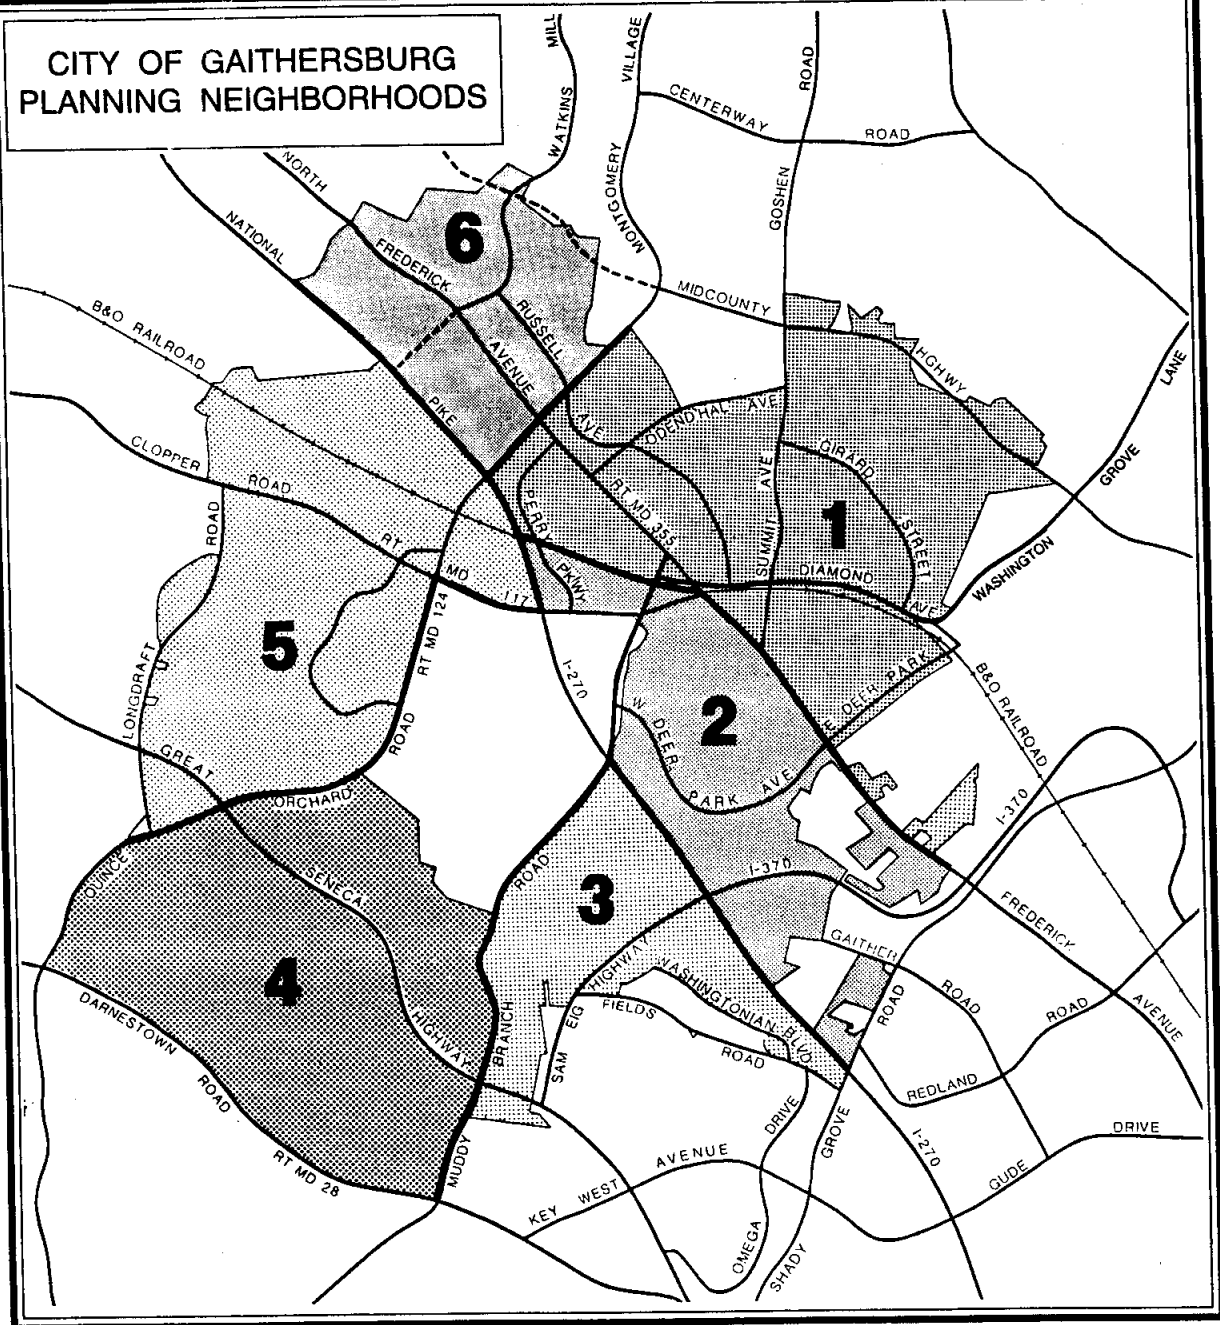 CITY OF GAITHERSBURG
PLANNING NEIGHBORHOODS
WATKINS MILL
MONTGOMERY VILLAGE
GOSHEN ROAD
CENTERWAY ROAD
NORTH FREDERICK AVENUE
NATIONAL PIKE
6
RUSSELL AVE
MIDCOUNTY HGHWY
B&O RAILROAD
WASHINGTON GROVE LANE
ODEND'HAL AVE
CLOPPER ROAD
GIRARD STREET
SUMMIT AVE
RT MD 355
PERRY PKWY
1
RT MD 117
DIAMOND AVE
LONGDRAFT ROAD
5
RT MD 124
I-270
E DEER PARK
2
W DEER PARK AVE
B&O RAILROAD
GREAT SENECA HIGHWAY
QUINCE ORCHARD ROAD
I-370
I-370
3
MUDDY BRANCH ROAD
FREDERICK AVENUE
GAITHER ROAD
4
SAM EIG HIGHWAY
WASHINGTONIAN BLVD
FIELDS ROAD
DARNESTOWN ROAD
RT MD 28
REDLAND ROAD
SHADY GROVE ROAD
OMEGA DRIVE
I-270
KEY WEST AVENUE
GUDE DRIVE